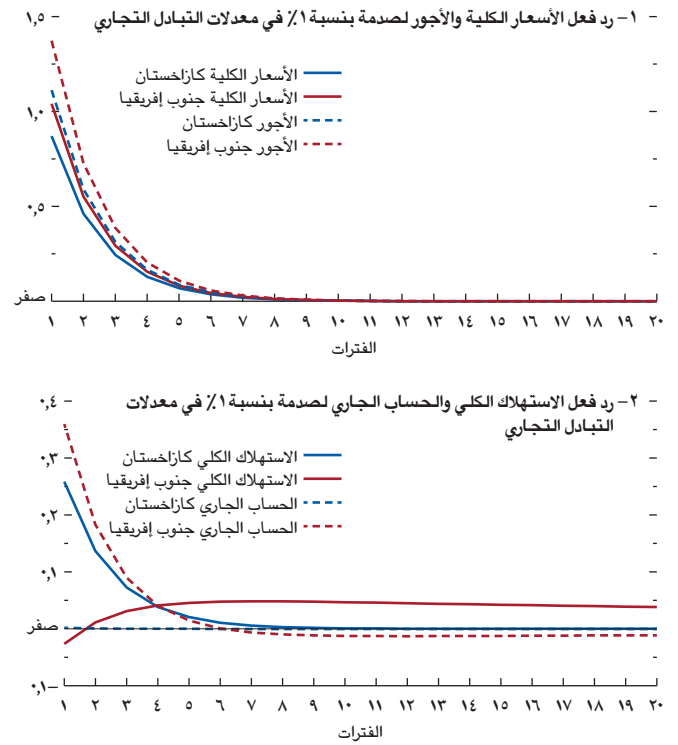 ١– رد فعل الأسعار الكلية والأجور لصدمة بنسبة ١٪ في معدلات التبادل التجاري
١,٥
١,٠
٠,٥
صفر
الأسعار الكلية كازاخستان
الأسعار الكلية جنوب إفريقيا
الأجور كازاخستان
الأجور جنوب إفريقيا
١ ٢ ٣ ٤ ٥ ٦ ٧ ٨ ٩ ١٠ ١١ ١٢ ١٣ ١٤ ١٥ ١٦ ١٧ ١٨ ١٩ ٢٠
الفترات
٢– رد فعل الاستهلاك الكلي والحساب الجاري لصدمة بنسبة ١٪ في معدلات
التبادل التجاري
٠,٤
٠,٣
٠,٢
٠,١
صفر
٠,١–
الاستهلاك الكلي كازاخستان
الاستهلاك الكلي جنوب إفريقيا
الحساب الجاري كازاخستان
الحساب الجاري جنوب إفريقيا
١ ٢ ٣ ٤ ٥ ٦ ٧ ٨ ٩ ١٠ ١١ ١٢ ١٣ ١٤ ١٥ ١٦ ١٧ ١٨ ١٩ ٢٠
الفترات